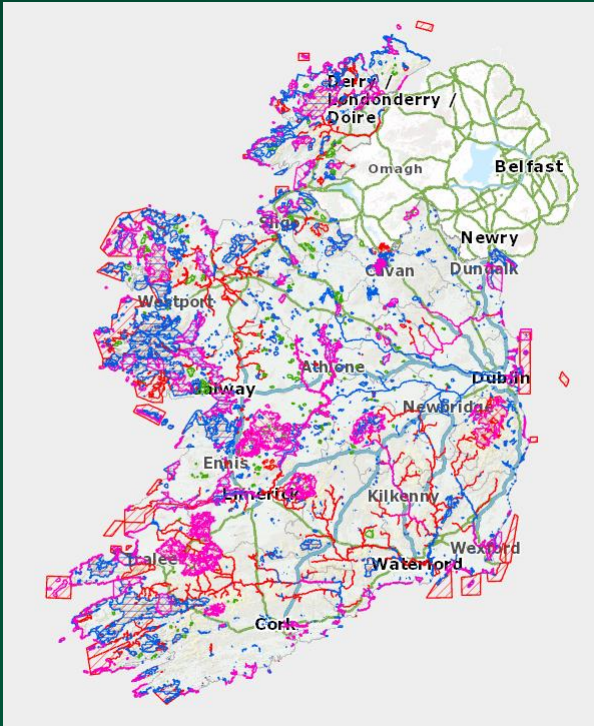 Derry /
Londonderry /
Doire
Omagh
Belfast
Sligo
Newry
Cavan
Dundalk
Westport
Athlone
Galway
Dublin
Newbridge
Ennis
Limerick
Kilkenny
Tralee
Wexford
Waterford
Cork